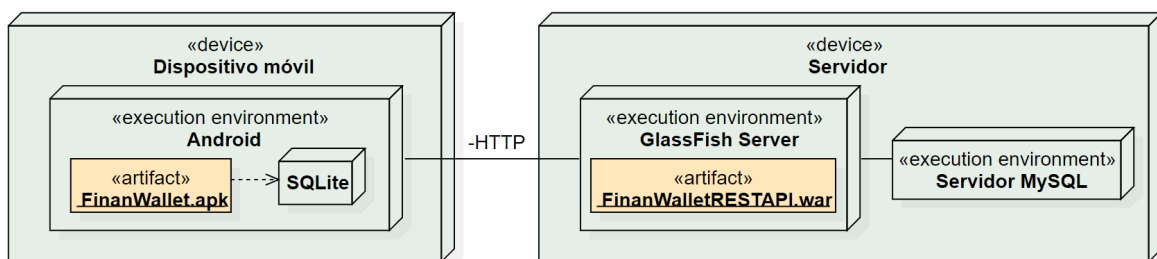 «device»
Dispositivo móvil
«execution environment»
Android
«artifact»
FinanWallet.apk
SQLite
-HTTP
«device»
Servidor
«execution environment»
GlassFish Server
«artifact»
FinanWalletRESTAPI.war
«execution environment»
Servidor MySQL